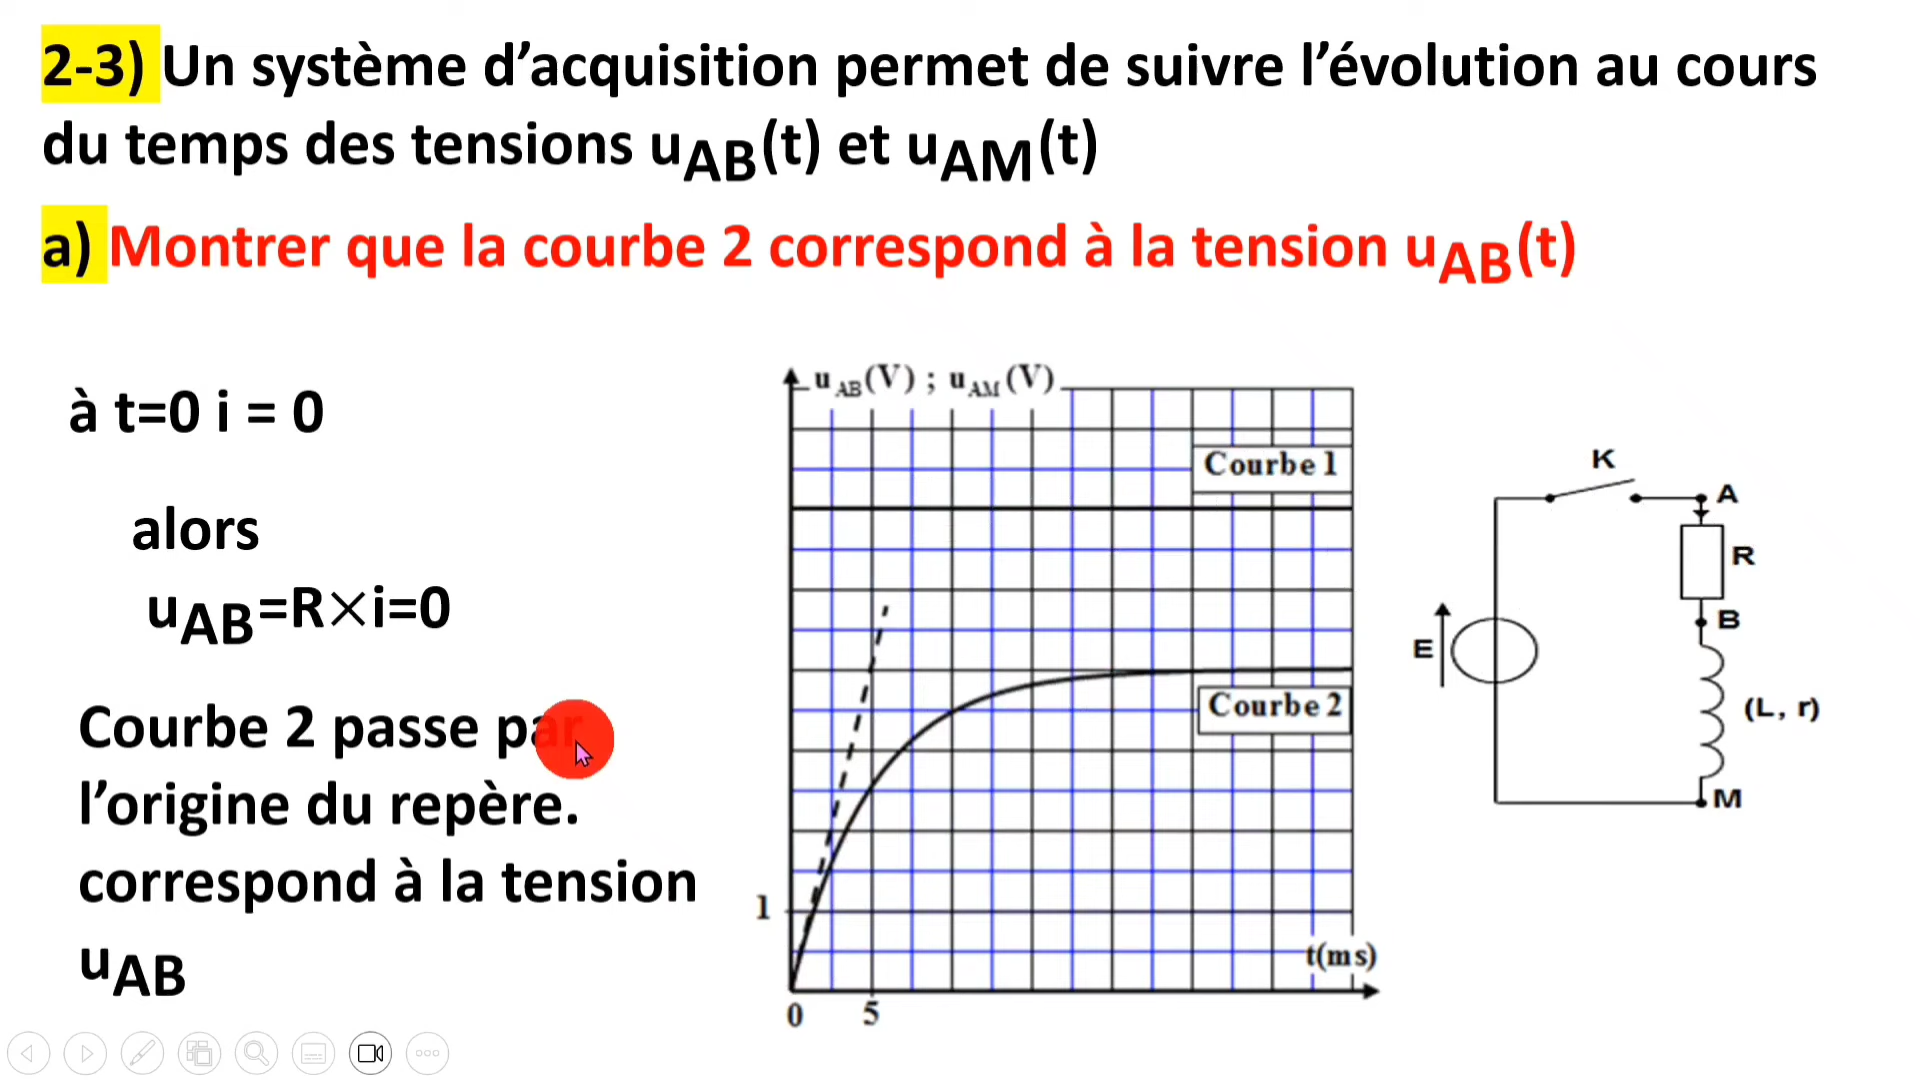 2-3) Un système d’acquisition permet de suivre l’évolution au cours
du temps des tensions uAB(t) et uAM(t)
a) Montrer que la courbe 2 correspond à la tension uAB(t)
à t=0 i = 0
alors
uAB=R×i=0
Courbe 2 passe par
l’origine du repère.
correspond à la tension
uAB
uAB(V) ; uAM(V)
Courbe 1
Courbe 2
1
t(ms)
0 5
K
A
R
B
E
(L, r)
M